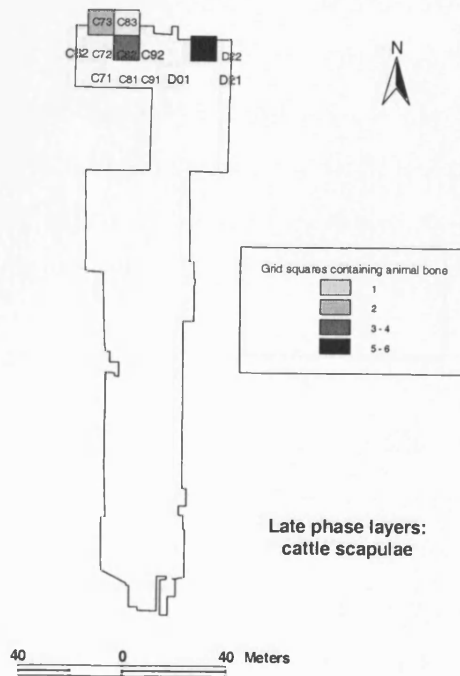 C73 C83
N
C62 C72 C82 C92 D22
C71 C81 C91 D01 D21
Grid squares containing animal bone
1
2
3 - 4
5 - 6
Late phase layers:
cattle scapulae
40 0 40 Meters